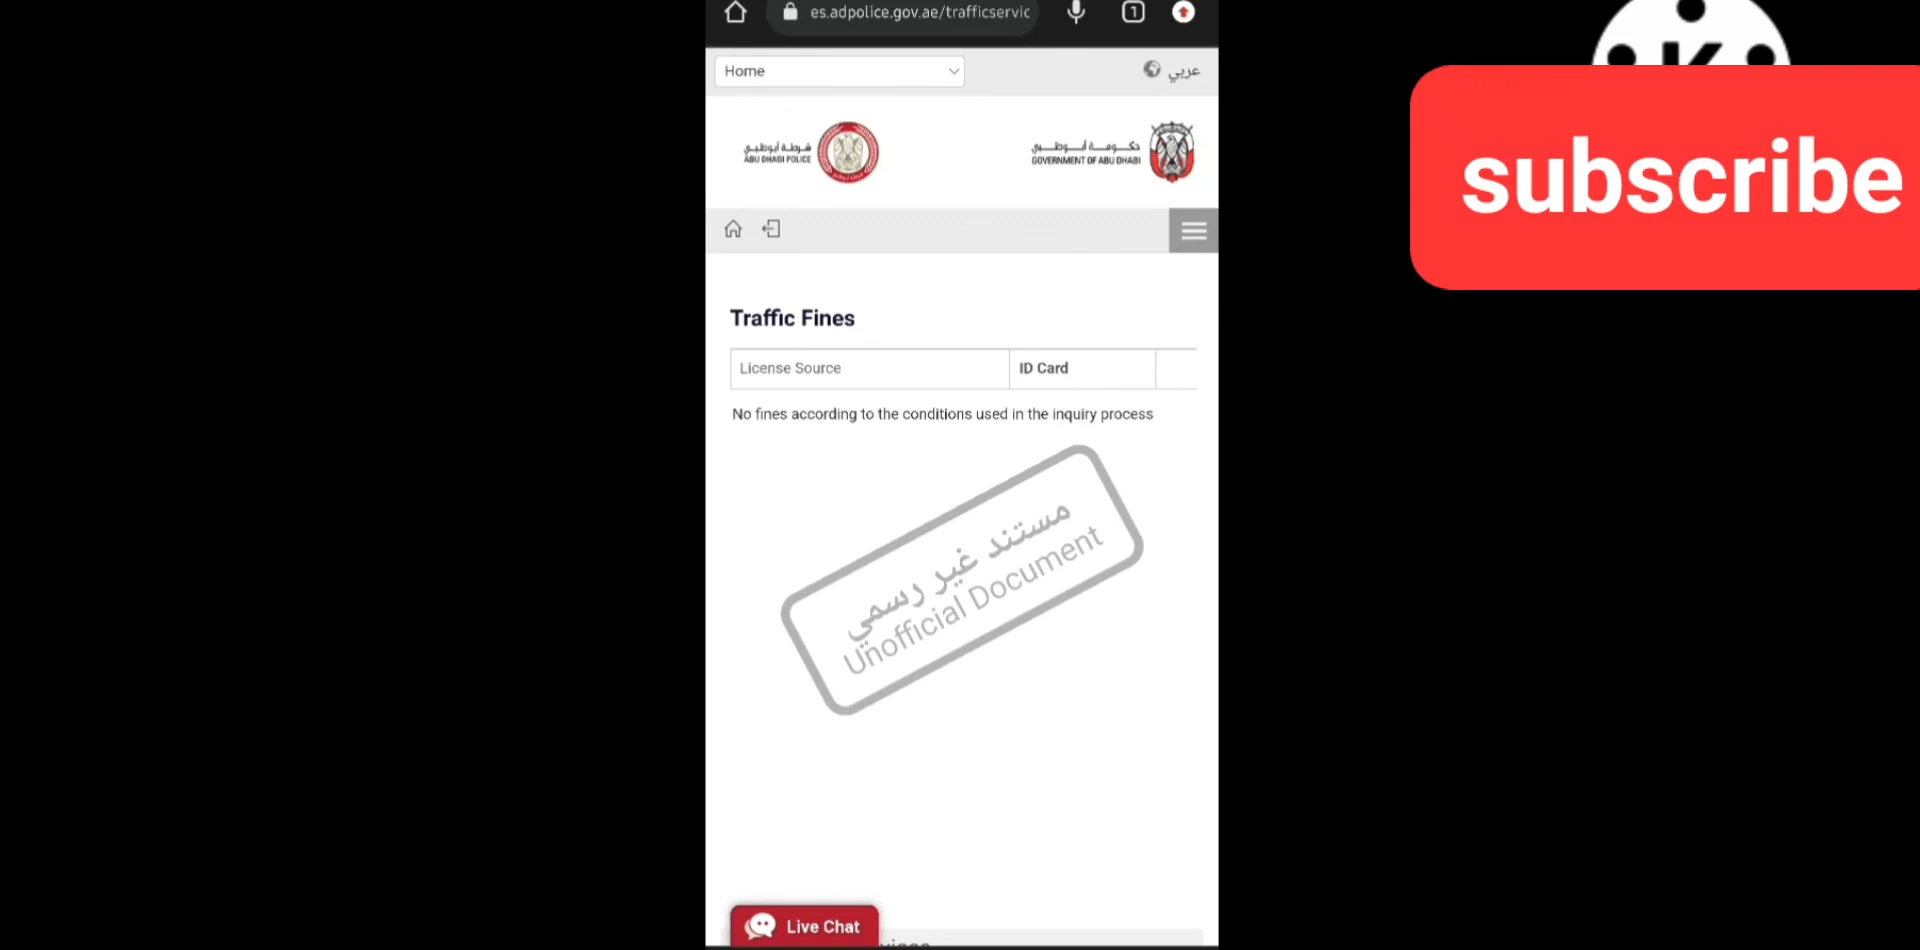 es.adpolice.gov.ae/trafficservic
1
Home
عربي
شرطة أبوظبي
ABU DHABI POLICE
حكومة أبوظبي
GOVERNMENT OF ABU DHABI
K
subscribe
Traffic Fines
License Source
ID Card
No fines according to the conditions used in the inquiry process
مستند غير رسمي
Unofficial Document
Live Chat